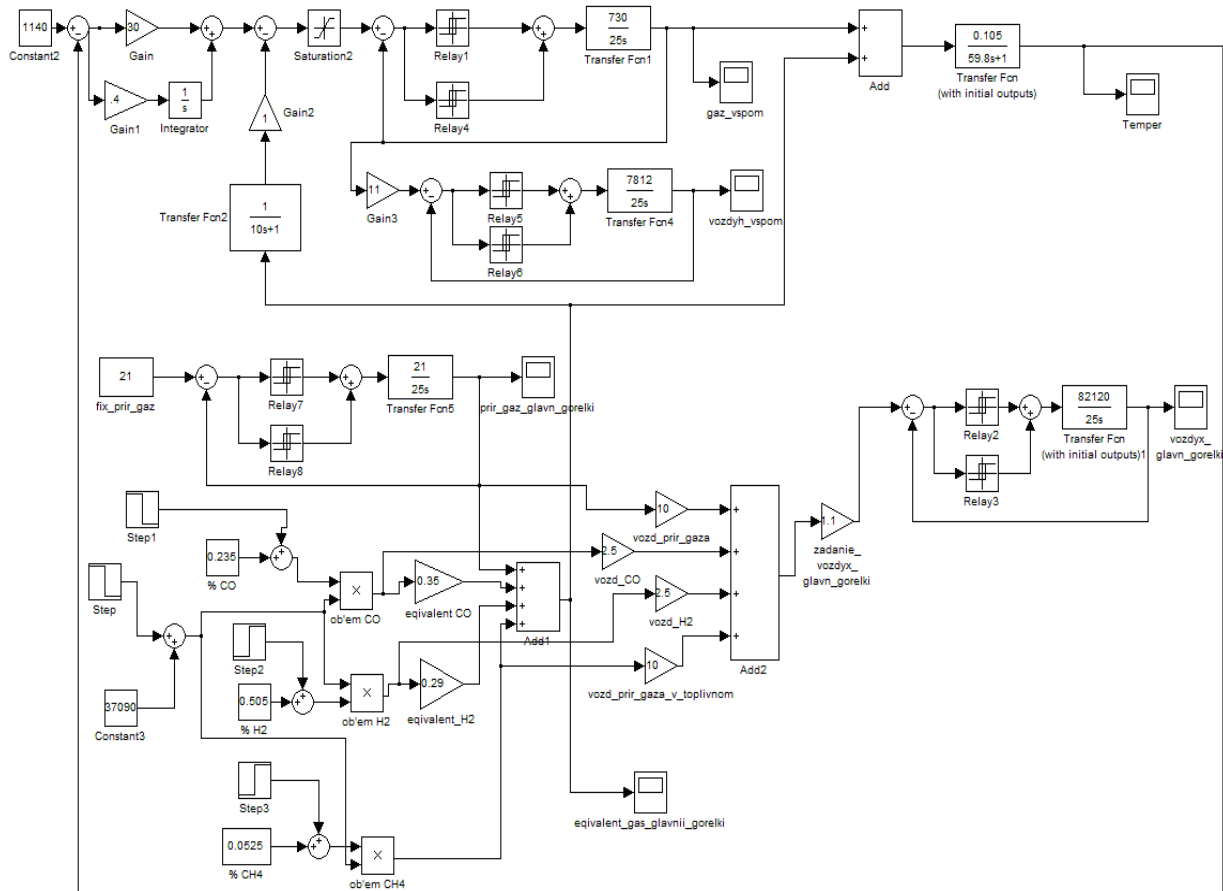 1140
Constant2
30
Gain
.4
Gain1
1
s
Integrator
1
Gain2
Saturation2
Relay1
Relay4
730
25s
Transfer Fcn1
gaz_vspom
Add
0.105
59.8s+1
Transfer Fcn
(with initial outputs)
Temper
1
10s+1
Transfer Fcn2
11
Gain3
Relay5
Relay6
7812
25s
Transfer Fcn4
vozdyh_vspom
21
fix_prir_gaz
Relay7
Relay8
21
25s
Transfer Fcn5
prir_gaz_glavn_gorelki
Relay2
Relay3
82120
25s
Transfer Fcn
(with initial outputs)1
vozdyx_
glavn_gorelki
Step1
0.235
% CO
ob'em CO
0.35
eqivalent CO
Add1
10
vozd_prir_gaza
2.5
vozd_CO
2.5
vozd_H2
10
vozd_prir_gaza_v_toplivnom
Add2
1.1
zadanie_
vozdyx_
glavn_gorelki
Step
37090
Constant3
Step2
0.505
% H2
ob'em H2
0.29
eqivalent_H2
Step3
0.0525
% CH4
ob'em CH4
eqivalent_gas_glavnii_gorelki